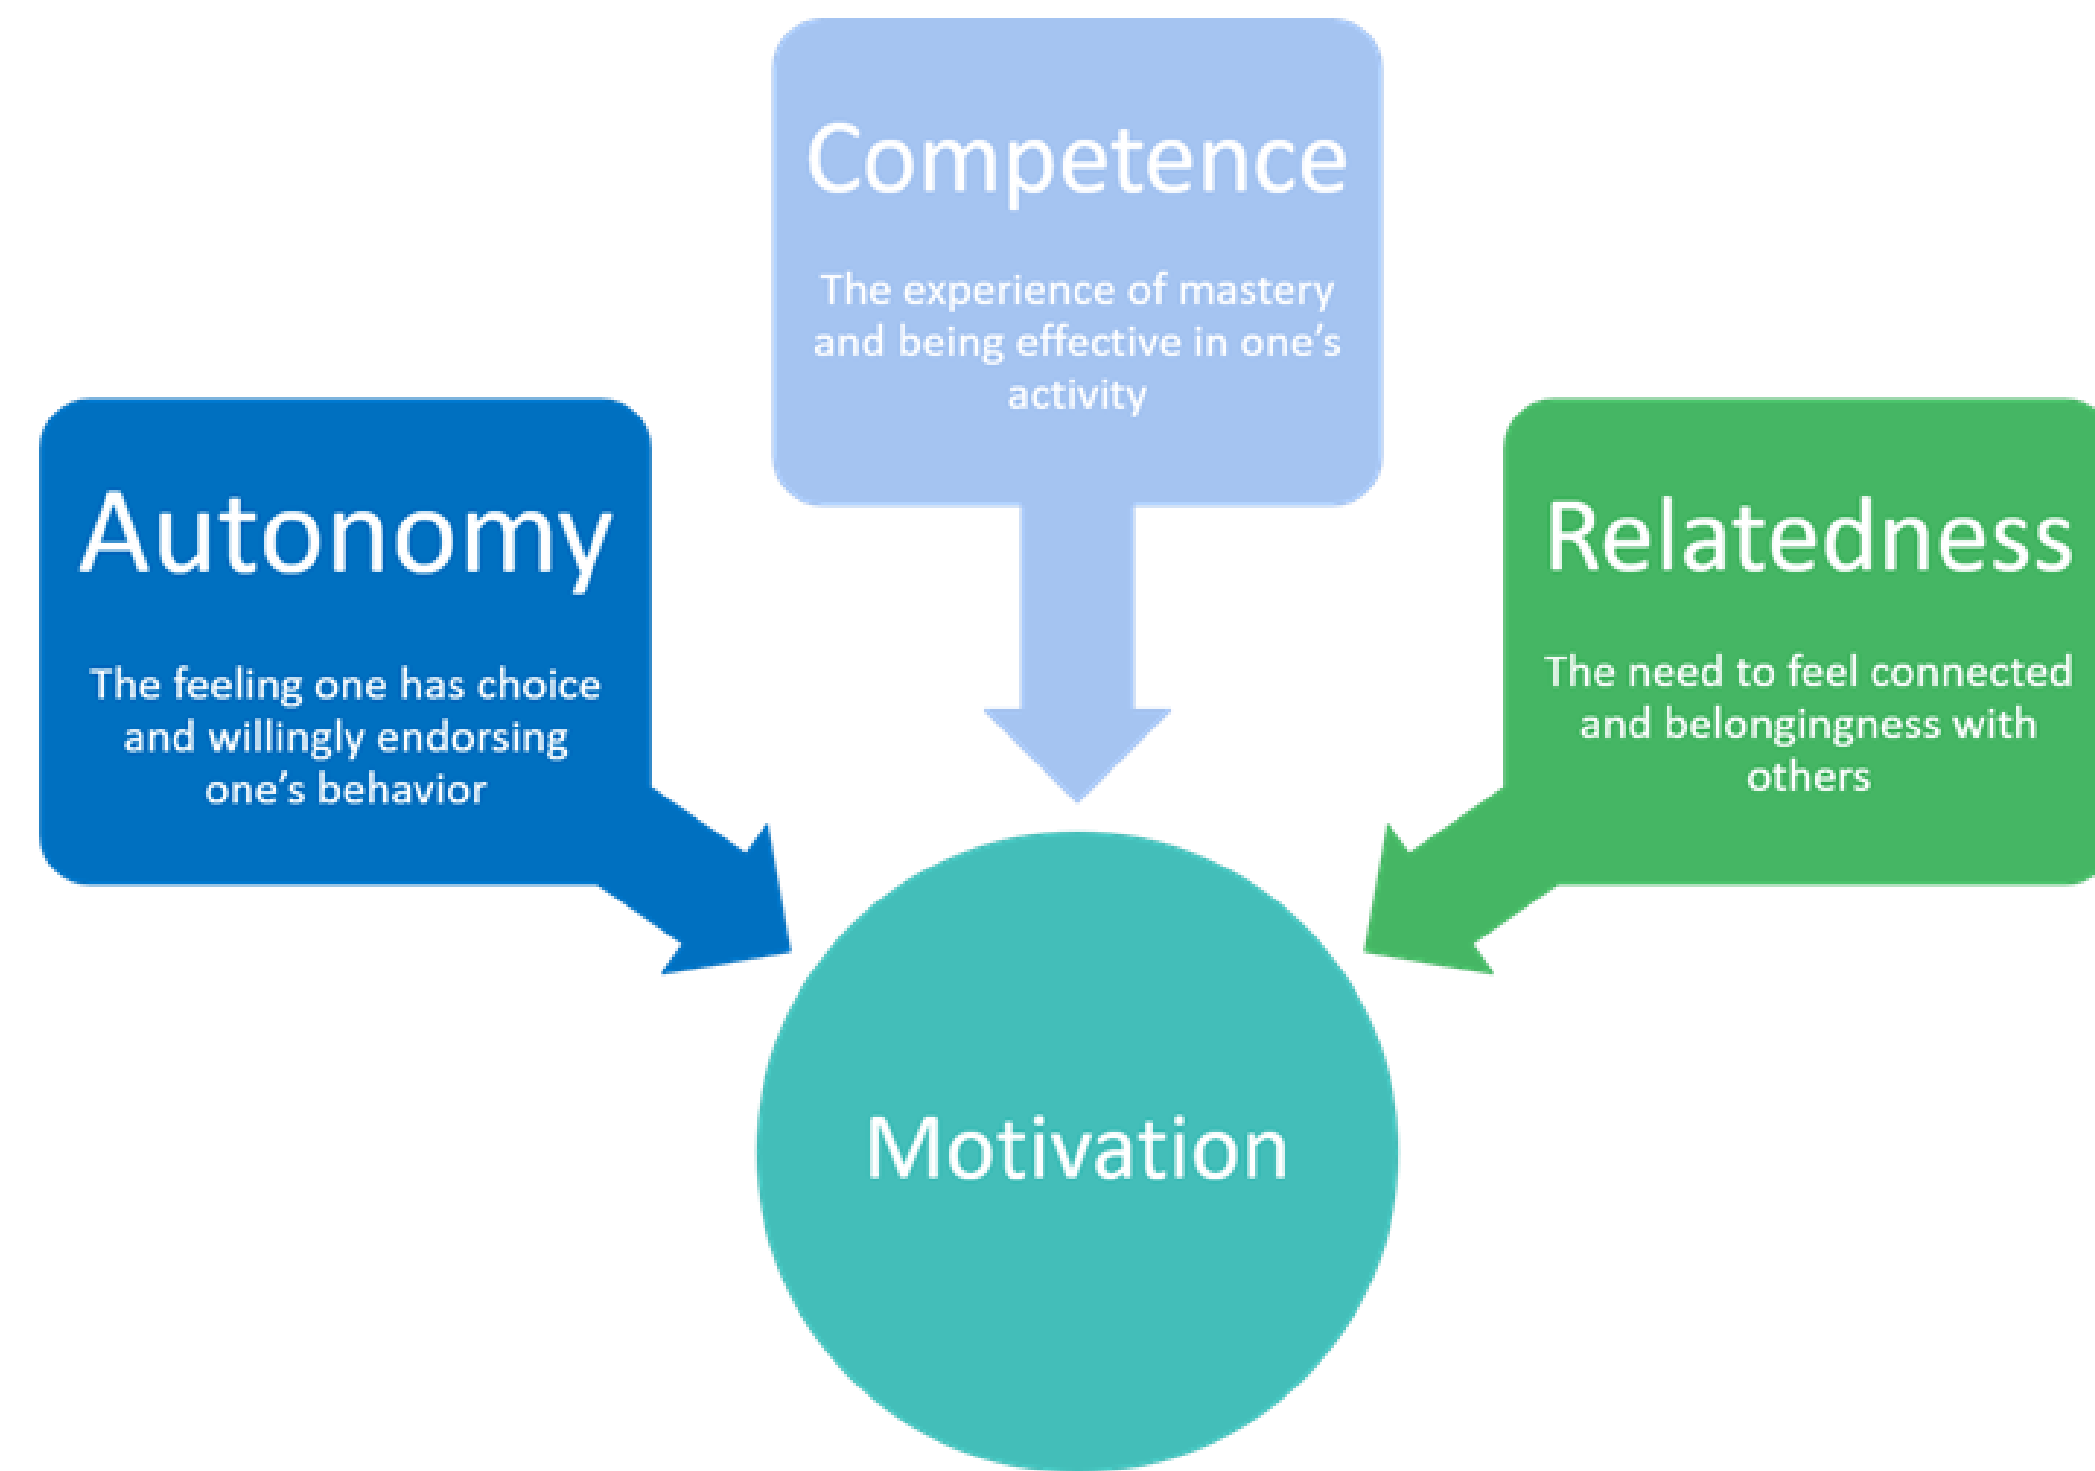 Competence
The experience of mastery
and being effective in one's
activity
Autonomy
The feeling one has choice
and willingly endorsing
one's behavior
Relatedness
The need to feel connected
and belongingness with
others
Motivation